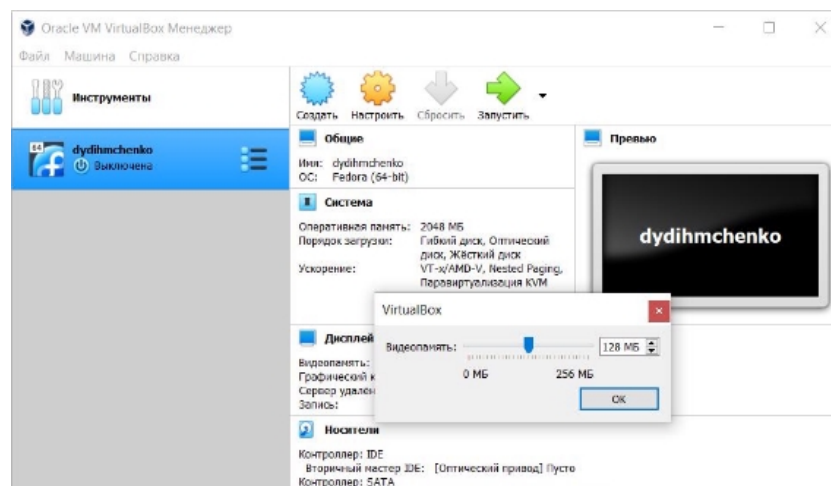 Oracle VM VirtualBox Менеджер
Файл Машина Справка
Инструменты
64
dydihmchenko
Выключена
Создать Настроить Сбросить Запустить
Общие
Имя: dydihmchenko
ОС: Fedora (64-bit)
Система
Оперативная память: 2048 МБ
Порядок загрузки: Гибкий диск, Оптический
диск, Жёсткий диск
Ускорение: VT-x/AMD-V, Nested Paging,
Паравиртуализация KVM
Превью
dydihmchenko
VirtualBox
Видеопамять: 128 МБ
0 МБ 256 МБ
OK
Дисплей
Видеопамять:
Графический к
Сервер удалён
Запись:
Носители
Контроллер: IDE
Вторичный мастер IDE: [Оптический привод] Пусто
Контроллер: SATA